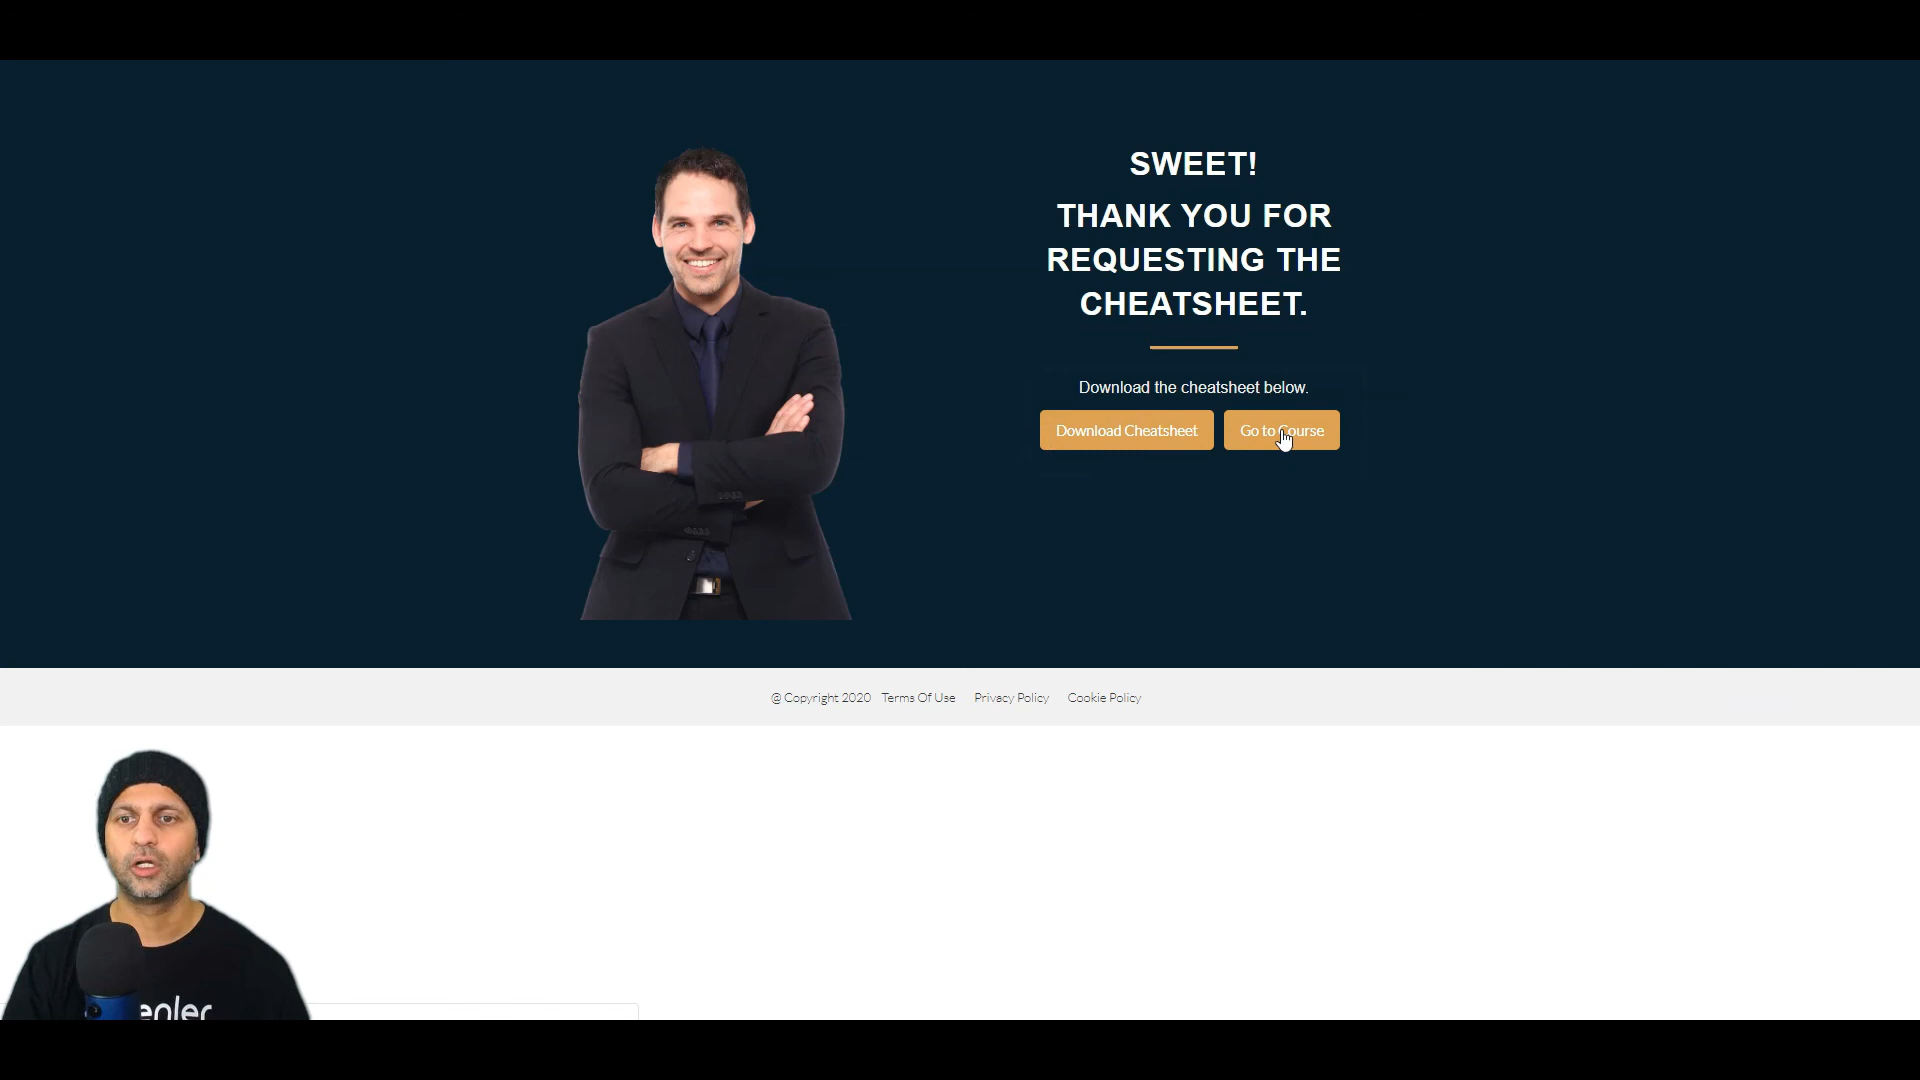 SWEET!
THANK YOU FOR
REQUESTING THE
CHEATSHEET.
Download the cheatsheet below.
Download Cheatsheet
Go to Course
@ Copyright 2020 Terms Of Use Privacy Policy Cookie Policy